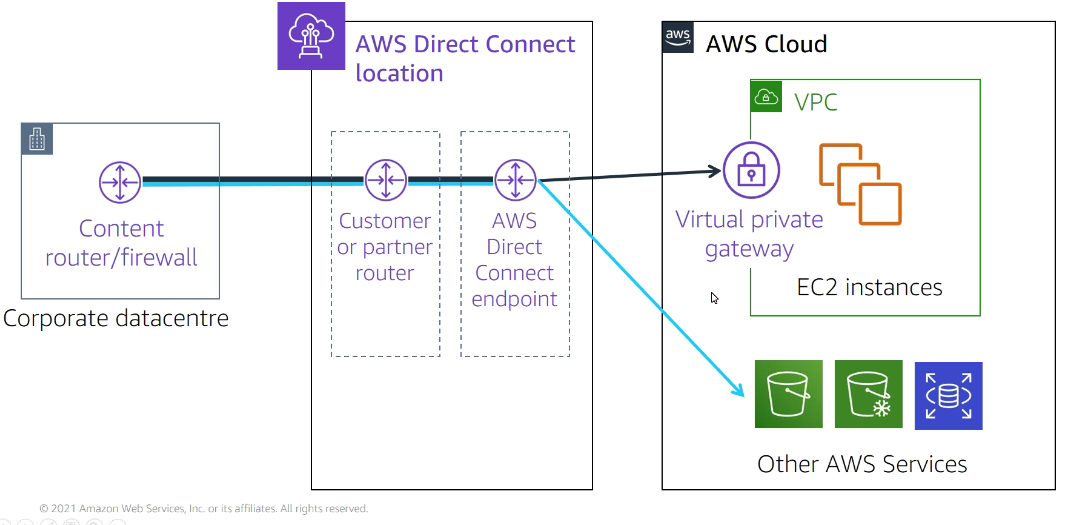 AWS Direct Connect
location
aws
AWS Cloud
VPC
Content
router/firewall
Corporate datacentre
Customer
or partner
router
AWS
Direct
Connect
endpoint
Virtual private
gateway
EC2 instances
Other AWS Services
© 2021 Amazon Web Services, Inc. or its affiliates. All rights reserved.